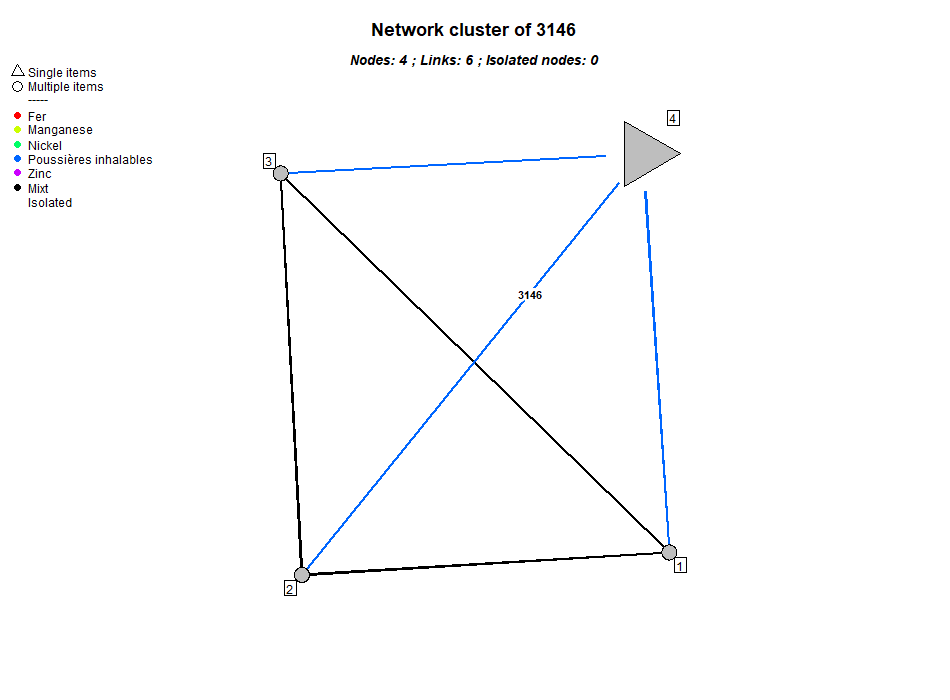 Network cluster of 3146
Nodes: 4 ; Links: 6 ; Isolated nodes: 0
Single items
Multiple items
-----
Fer
Manganese
Nickel
Poussières inhalables
Zinc
Mixt
Isolated
4
3
3146
1
2